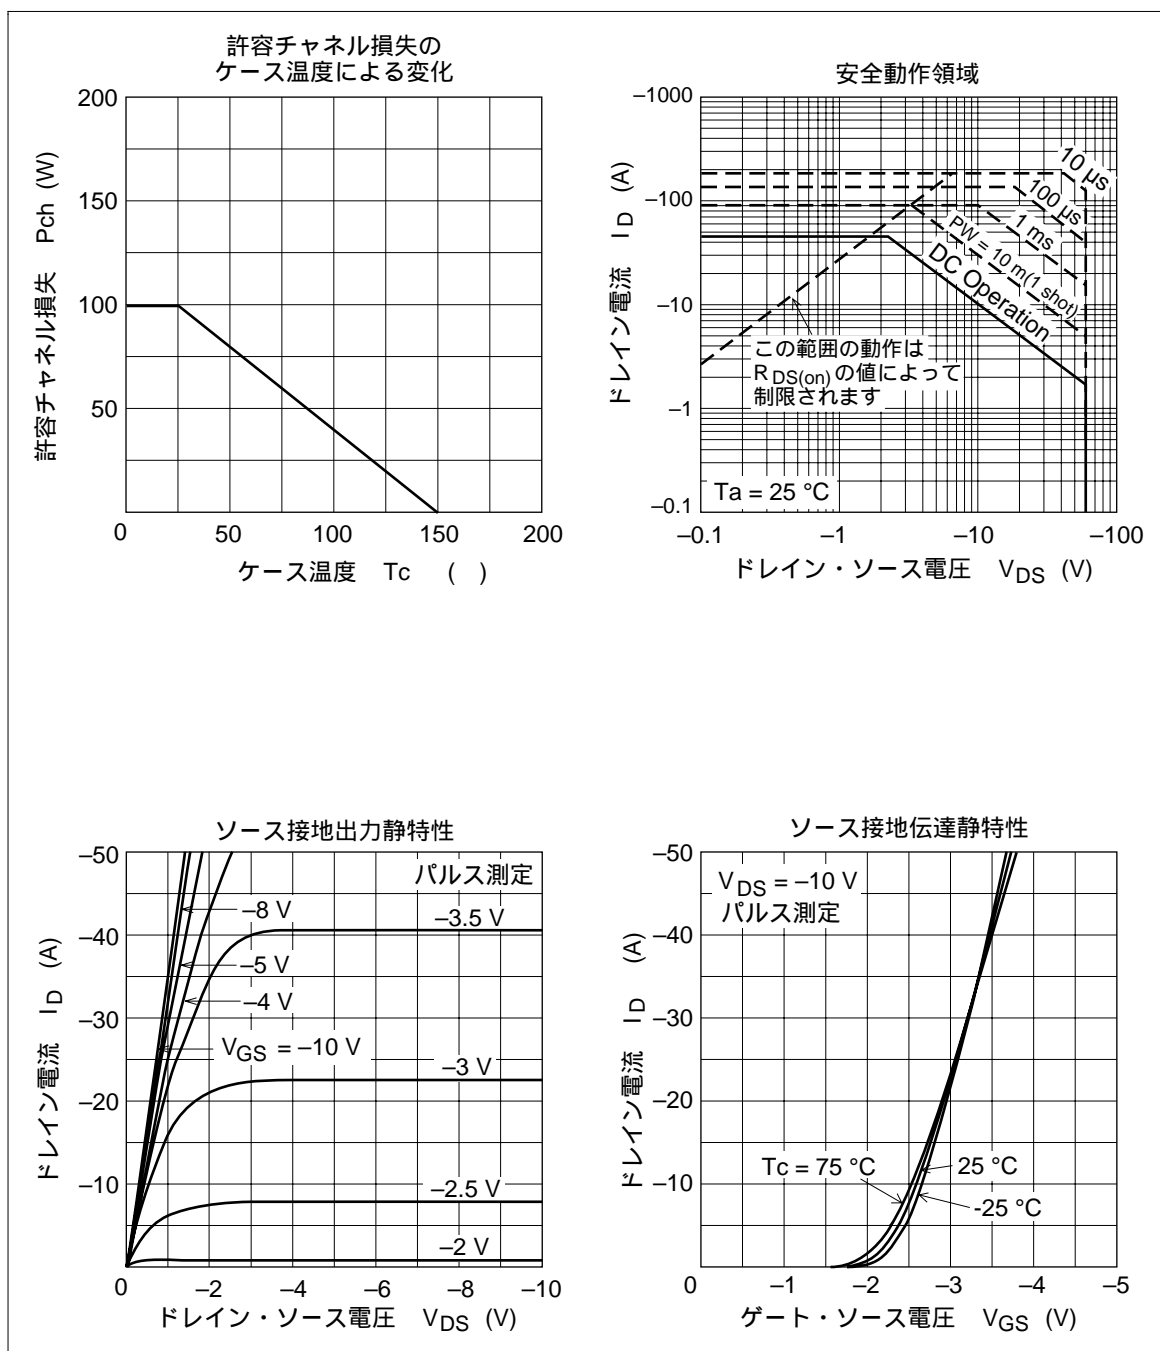 許容チャネル損失の
ケース温度による変化
200
150
100
50
許容チャネル損失 Pch (W)
0 50 100 150 200
ケース温度 Tc ( )
安全動作領域
–1000
–100
–10
–1
–0.1
ドレイン電流 ID (A)
10 µs
100 µs
1 ms
PW = 10 m(1 shot)
DC Operation
この範囲の動作は
RDS(on)の値によって
制限されます
Ta = 25 °C
–0.1 –1 –10 –100
ドレイン・ソース電圧 VDS (V)
ソース接地出力静特性
–50
–40
–30
–20
–10
ドレイン電流 ID (A)
パルス測定
–8 V
–3.5 V
–5 V
–4 V
VGS = –10 V
–3 V
–2.5 V
–2 V
0 –2 –4 –6 –8 –10
ドレイン・ソース電圧 VDS (V)
ソース接地伝達静特性
–50
–40
–30
–20
–10
ドレイン電流 ID (A)
VDS = –10 V
パルス測定
Tc = 75 °C
25 °C
-25 °C
0 –1 –2 –3 –4 –5
ゲート・ソース電圧 VGS (V)